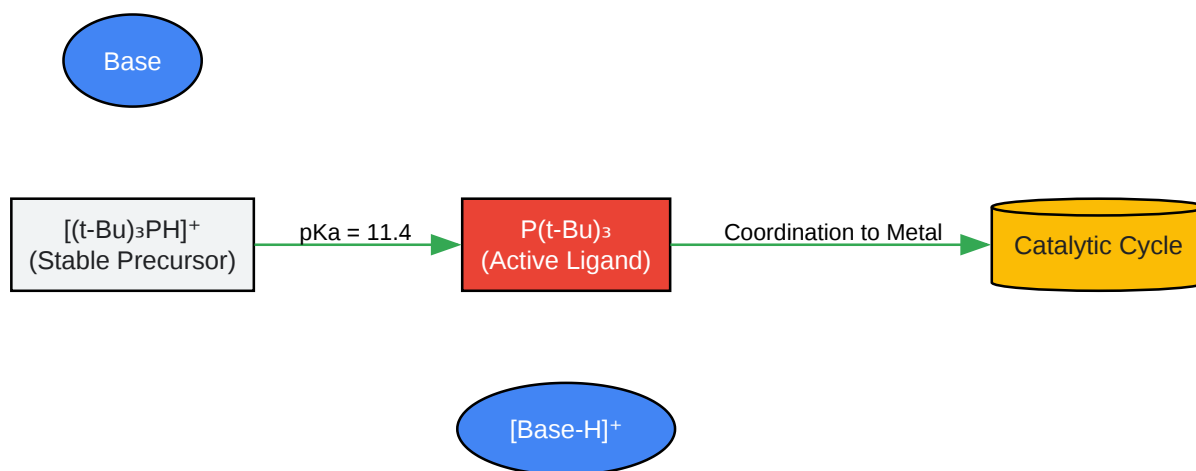 Base
[(t-Bu)₃PH]⁺
(Stable Precursor)
pKa = 11.4
P(t-Bu)₃
(Active Ligand)
Coordination to Metal
Catalytic Cycle
[Base-H]⁺